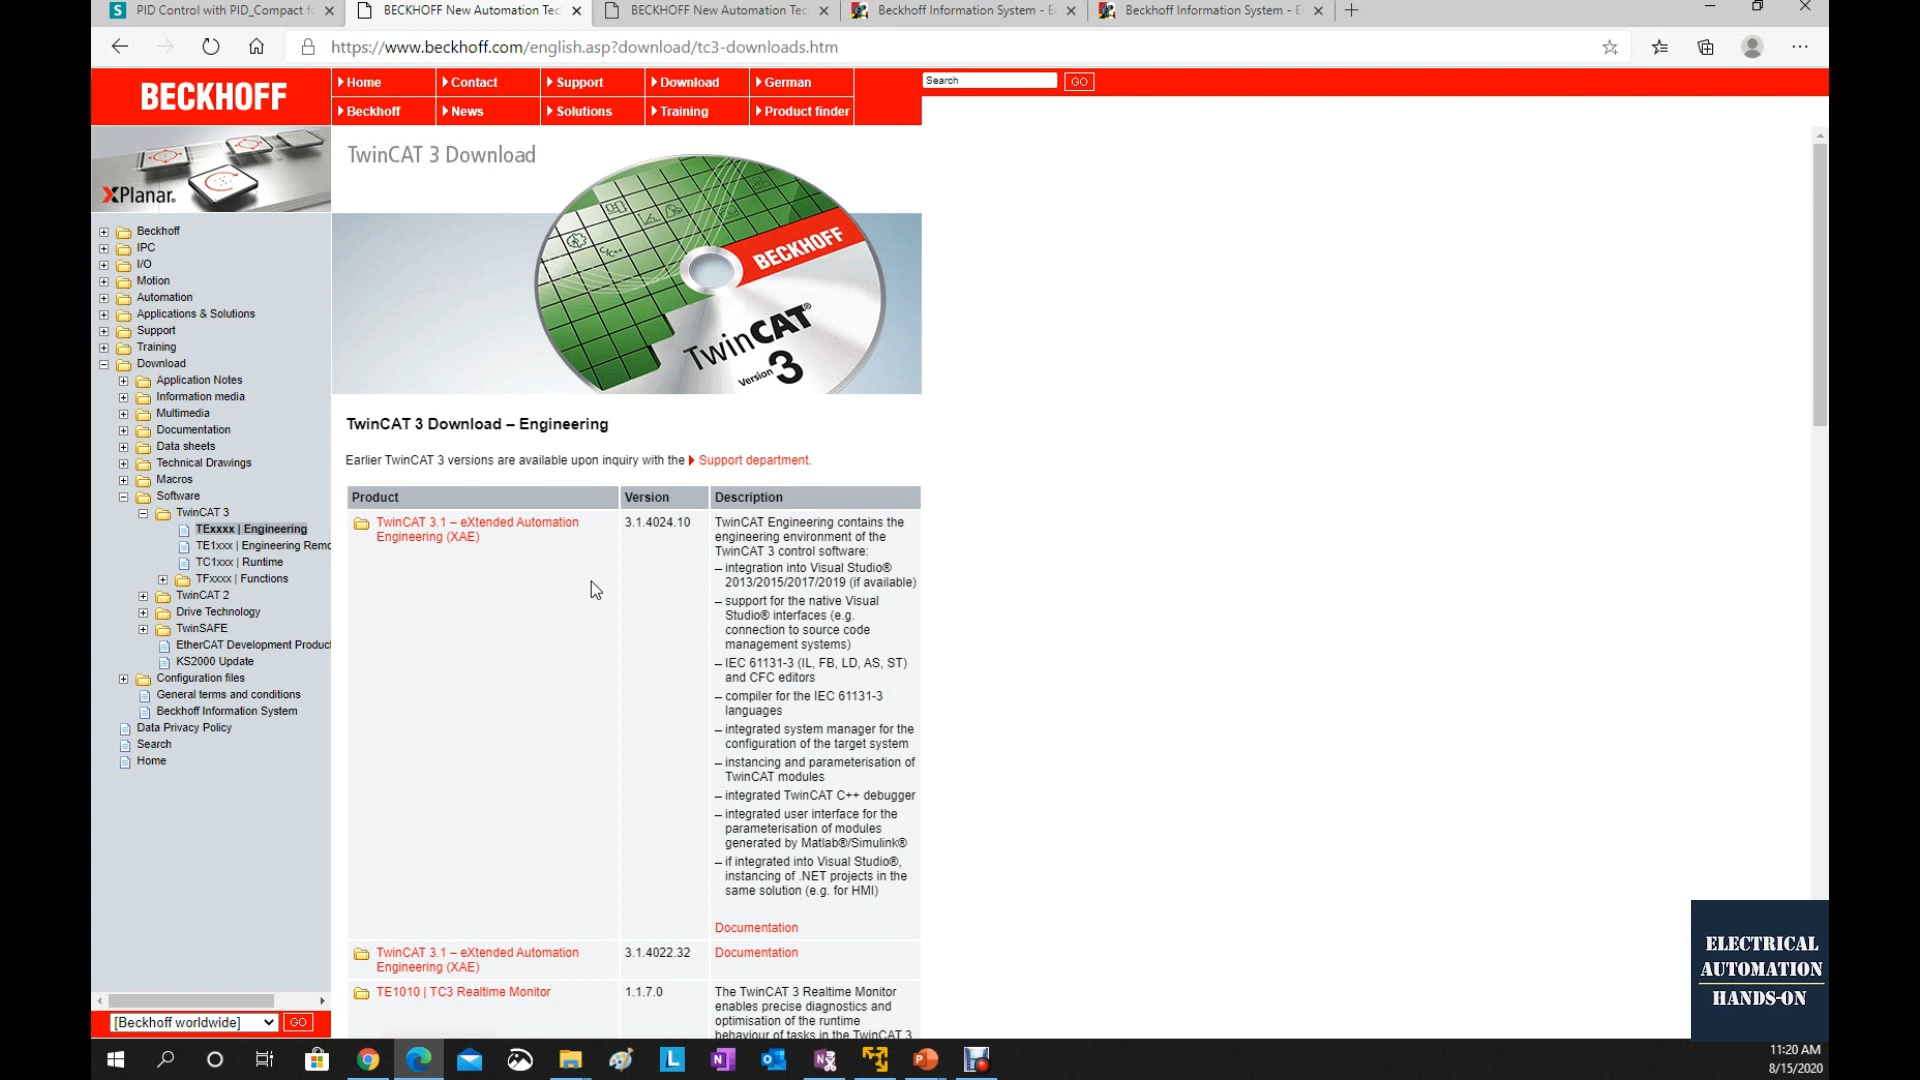 PID Control with PID_Compact f
BECKHOFF New Automation Tec
BECKHOFF New Automation Tec
Beckhoff Information System - E
Beckhoff Information System - E
https://www.beckhoff.com/english.asp?download/tc3-downloads.htm
BECKHOFF
Home
Contact
Support
Download
German
Search
GO
Beckhoff
News
Solutions
Training
Product finder
XPlanar
Beckhoff
IPC
I/O
Motion
Automation
Applications & Solutions
Support
Training
Download
Application Notes
Information media
Multimedia
Documentation
Data sheets
Technical Drawings
Macros
Software
TwinCAT 3
TExxxx | Engineering
TE1xxx | Engineering Remo
TC1xxx | Runtime
TFxxxx | Functions
TwinCAT 2
Drive Technology
TwinSAFE
EtherCAT Development Product
KS2000 Update
Configuration files
General terms and conditions
Beckhoff Information System
Data Privacy Policy
Search
Home
[Beckhoff worldwide]
GO
TwinCAT 3 Download
BECKHOFF
TwinCAT®
Version 3
TwinCAT 3 Download – Engineering
Earlier TwinCAT 3 versions are available upon inquiry with the Support department.
Product Version Description
TwinCAT 3.1 – eXtended Automation
Engineering (XAE)
3.1.4024.10
TwinCAT Engineering contains the
engineering environment of the
TwinCAT 3 control software:
– integration into Visual Studio®
2013/2015/2017/2019 (if available)
– support for the native Visual
Studio® interfaces (e.g.
connection to source code
management systems)
– IEC 61131-3 (IL, FB, LD, AS, ST)
and CFC editors
– compiler for the IEC 61131-3
languages
– integrated system manager for the
configuration of the target system
– instancing and parameterisation of
TwinCAT modules
– integrated TwinCAT C++ debugger
– integrated user interface for the
parameterisation of modules
generated by Matlab®/Simulink®
– if integrated into Visual Studio®,
instancing of .NET projects in the
same solution (e.g. for HMI)
Documentation
TwinCAT 3.1 – eXtended Automation
Engineering (XAE)
3.1.4022.32
Documentation
TE1010 | TC3 Realtime Monitor
1.1.7.0
The TwinCAT 3 Realtime Monitor
enables precise diagnostics and
optimisation of the runtime
behaviour of tasks in the TwinCAT 3
ELECTRICAL
AUTOMATION
HANDS-ON
11:20 AM
8/15/2020